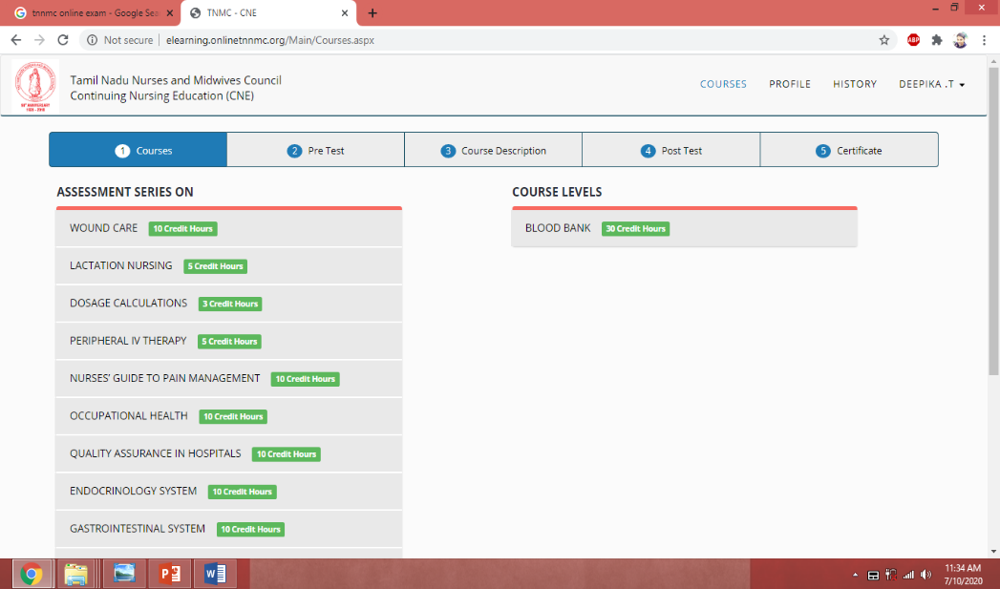 tnnmc online exam - Google Sea
TNMC - CNE
Not secure
elearning.onlinetnnmc.org/Main/Courses.aspx
ABP
Tamil Nadu Nurses and Midwives Council
Continuing Nursing Education (CNE)
COURSES
PROFILE
HISTORY
DEEPIKA .T
1 Courses
2 Pre Test
3 Course Description
4 Post Test
5 Certificate
ASSESSMENT SERIES ON
WOUND CARE 10 Credit Hours
LACTATION NURSING 5 Credit Hours
DOSAGE CALCULATIONS 3 Credit Hours
PERIPHERAL IV THERAPY 5 Credit Hours
NURSES' GUIDE TO PAIN MANAGEMENT 10 Credit Hours
OCCUPATIONAL HEALTH 10 Credit Hours
QUALITY ASSURANCE IN HOSPITALS 10 Credit Hours
ENDOCRINOLOGY SYSTEM 10 Credit Hours
GASTROINTESTINAL SYSTEM 10 Credit Hours
COURSE LEVELS
BLOOD BANK 30 Credit Hours
11:34 AM
7/10/2020